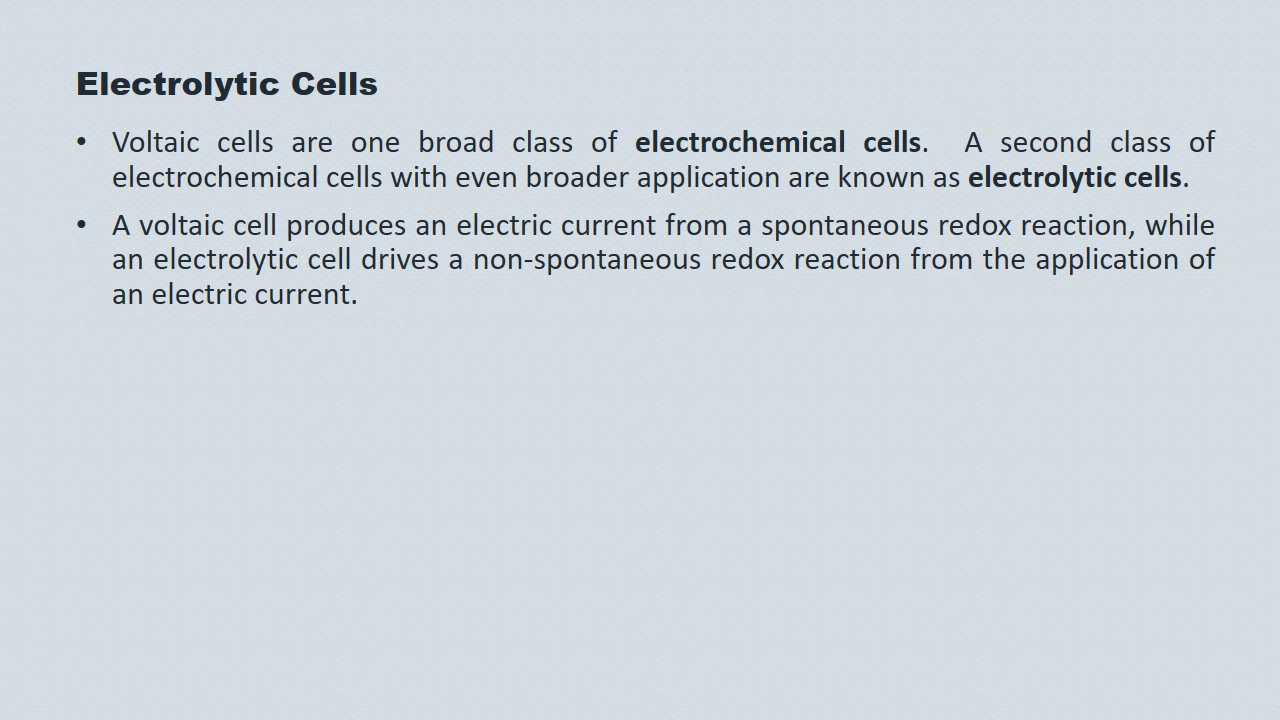 Electrolytic Cells
• Voltaic cells are one broad class of electrochemical cells. A second class of
electrochemical cells with even broader application are known as electrolytic cells.
• A voltaic cell produces an electric current from a spontaneous redox reaction, while
an electrolytic cell drives a non-spontaneous redox reaction from the application of
an electric current.